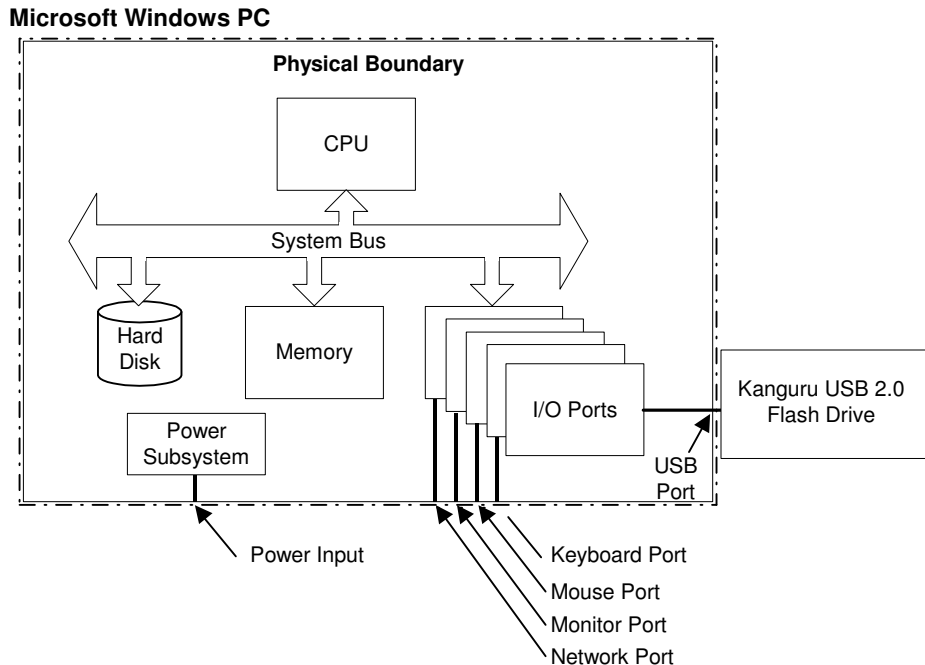 Microsoft Windows PC
Physical Boundary
CPU
System Bus
Hard
Disk
Memory
I/O Ports
Kanguru USB 2.0
Flash Drive
Power
Subsystem
USB
Port
Power Input
Keyboard Port
Mouse Port
Monitor Port
Network Port